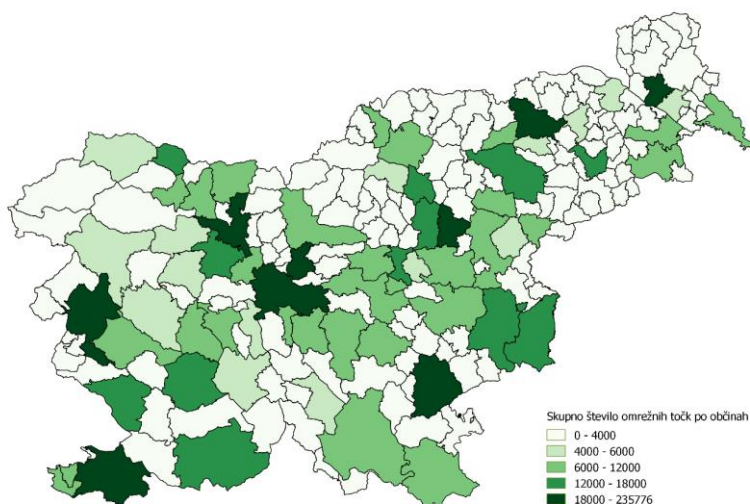 Skupno število omrežnih točk po občinah
0 - 4000
4000 - 6000
6000 - 12000
12000 - 18000
18000 - 235776